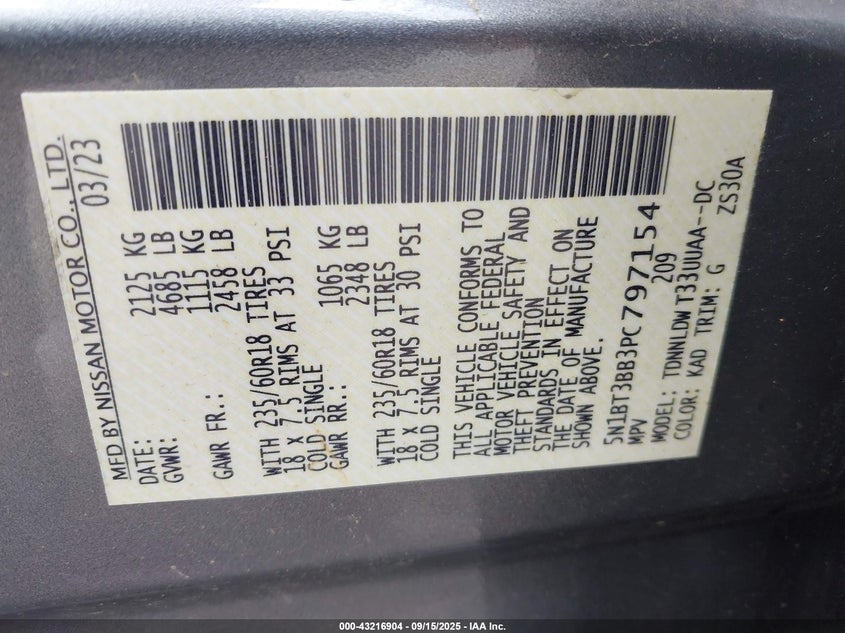 MFD BY NISSAN MOTOR CO., LTD.
DATE: 03/23
GVWR: 2125 KG
4685 LB
GAWR FR.: 1115 KG
2458 LB
WITH 235/60R18 TIRES
18 X 7.5 RIMS AT 33 PSI
COLD SINGLE
GAWR RR.: 1065 KG
2348 LB
WITH 235/60R18 TIRES
18 X 7.5 RIMS AT 30 PSI
COLD SINGLE
THIS VEHICLE CONFORMS TO
ALL APPLICABLE FEDERAL
MOTOR VEHICLE SAFETY AND
THEFT PREVENTION
STANDARDS IN EFFECT ON
THE DATE OF MANUFACTURE
SHOWN ABOVE.
5N1BT3BB3PC797154
MPV 209
MODEL: TDNNLDW T33UUAA--DC
COLOR: KAD TRIM: G ZS30A
000-43216904 - 09/15/2025 - IAA Inc.